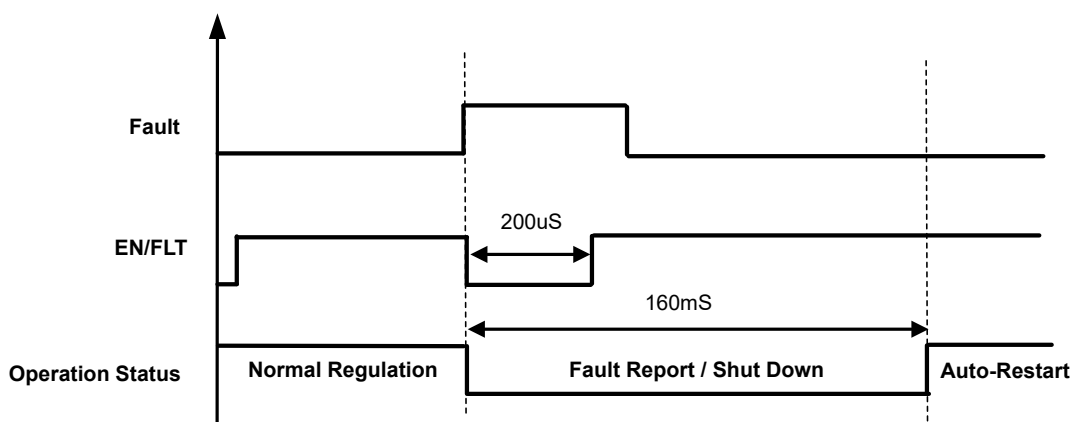 Fault
200uS
EN/FLT
160mS
Operation Status
Normal Regulation
Fault Report / Shut Down
Auto-Restart